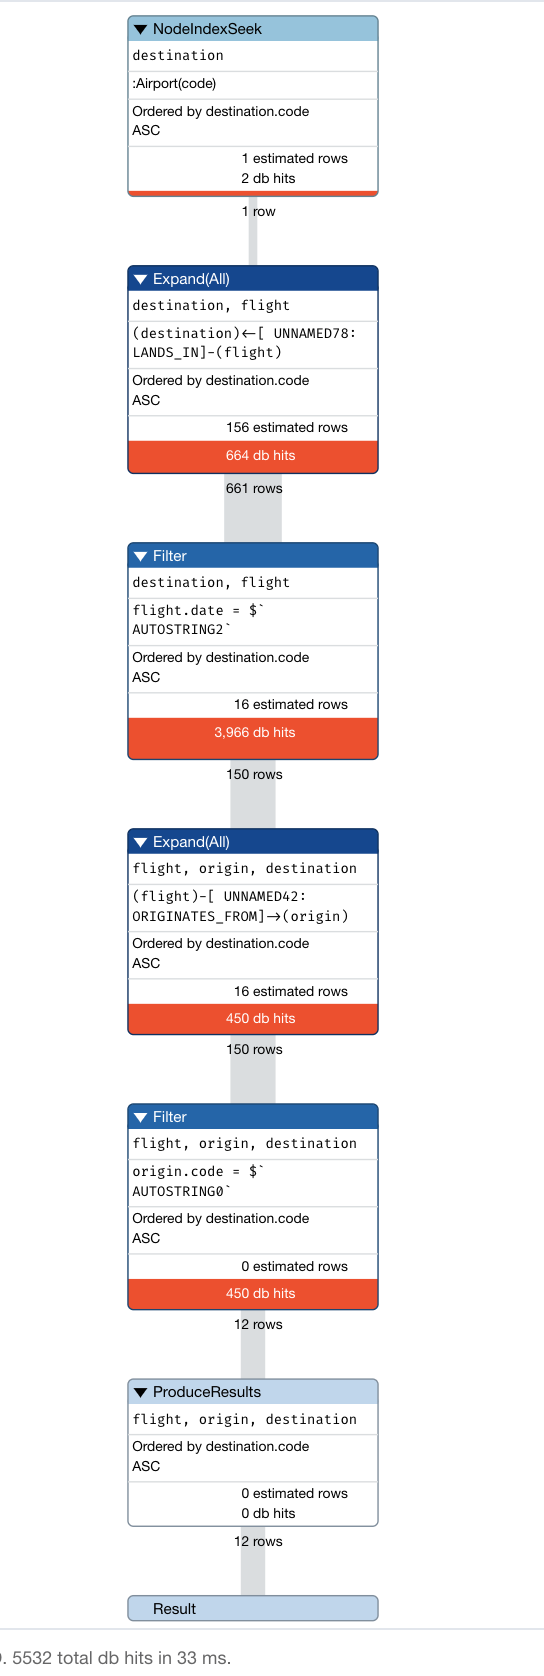 NodeIndexSeek
destination
:Airport(code)
Ordered by destination.code
ASC
1 estimated rows
2 db hits
1 row
Expand(All)
destination, flight
(destination)<-[ UNNAMED78:
LANDS_IN]-(flight)
Ordered by destination.code
ASC
156 estimated rows
664 db hits
661 rows
Filter
destination, flight
flight.date = $`
AUTOSTRING2`
Ordered by destination.code
ASC
16 estimated rows
3,966 db hits
150 rows
Expand(All)
flight, origin, destination
(flight)-[ UNNAMED42:
ORIGINATES_FROM]->(origin)
Ordered by destination.code
ASC
16 estimated rows
450 db hits
150 rows
Filter
flight, origin, destination
origin.code = $`
AUTOSTRING0`
Ordered by destination.code
ASC
0 estimated rows
450 db hits
12 rows
ProduceResults
flight, origin, destination
Ordered by destination.code
ASC
0 estimated rows
0 db hits
12 rows
Result
. 5532 total db hits in 33 ms.